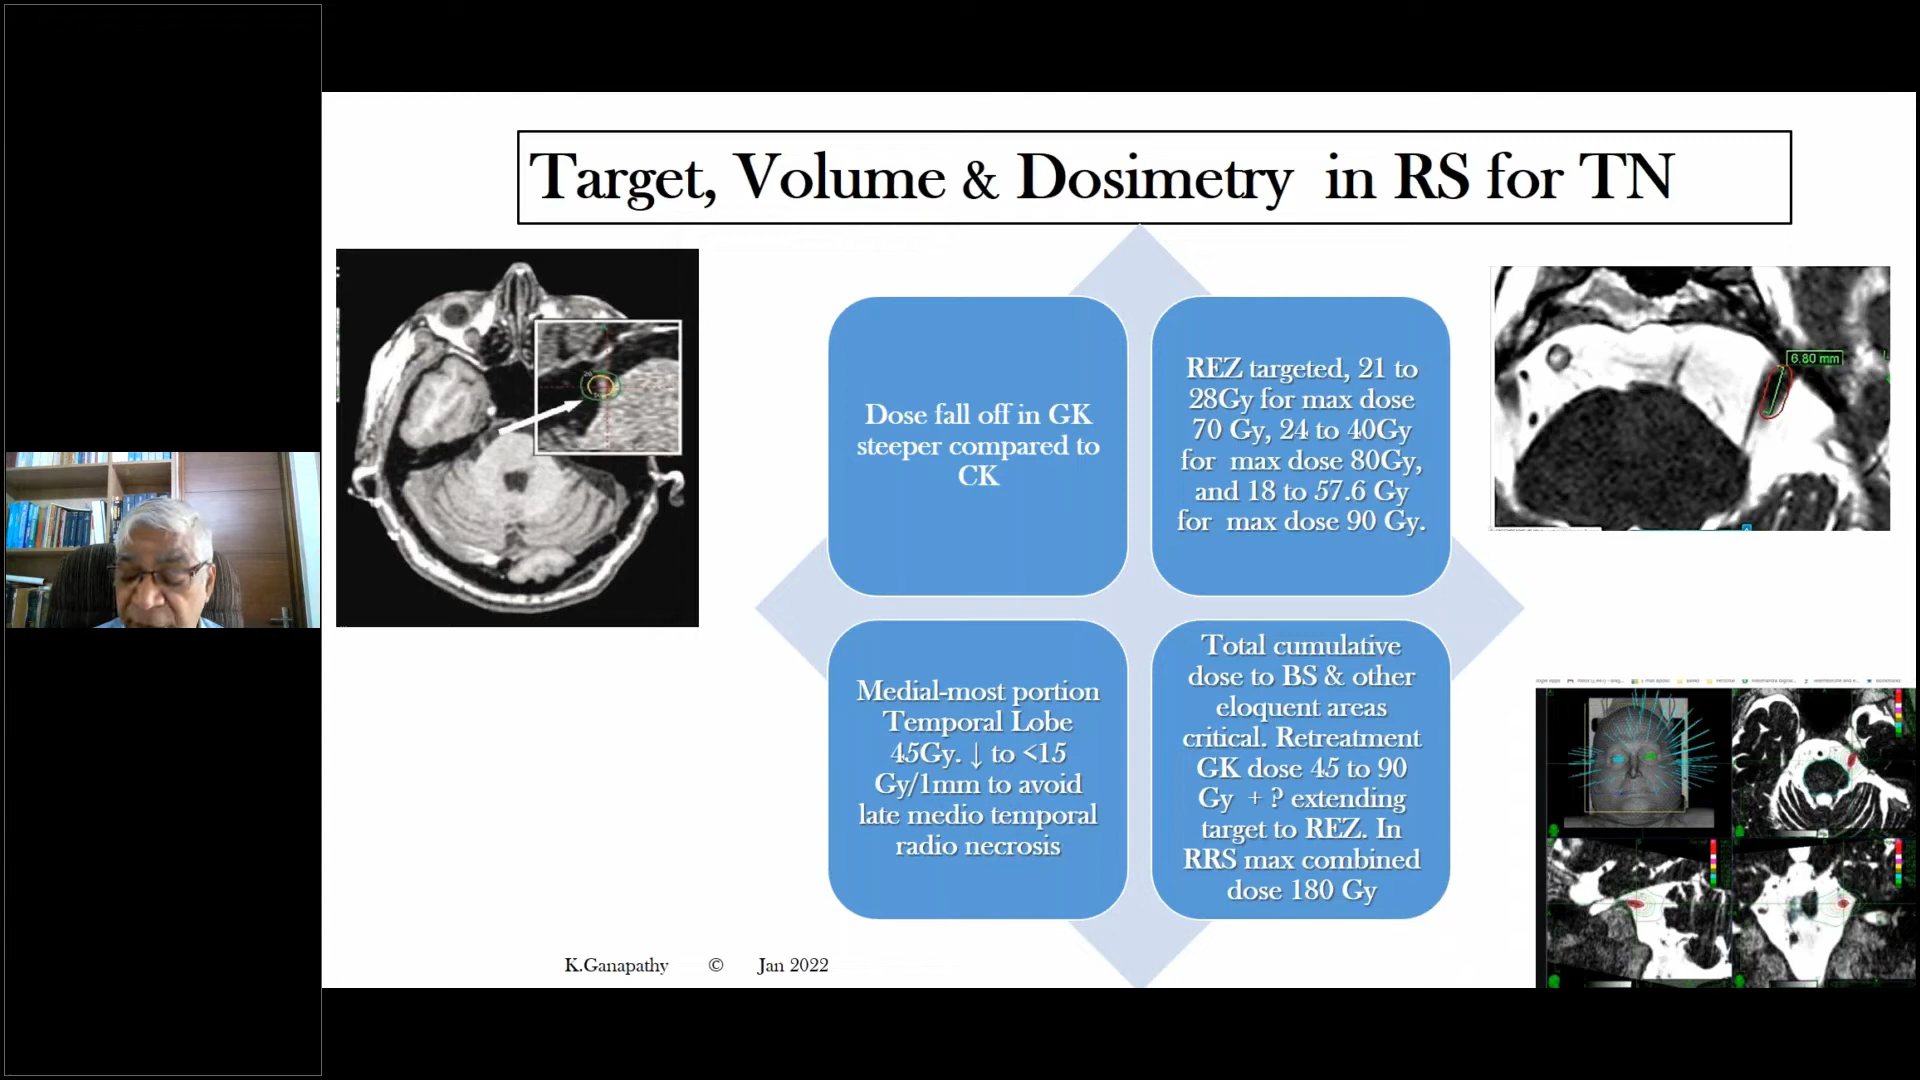 Target, Volume & Dosimetry in RS for TN
Dose fall off in GK
steeper compared to
CK
REZ targeted, 21 to
28Gy for max dose
70 Gy, 24 to 40Gy
for max dose 80Gy,
and 18 to 57.6 Gy
for max dose 90 Gy.
6.80 mm
Medial-most portion
Temporal Lobe
45Gy. ↓ to <15
Gy/1mm to avoid
late medio temporal
radio necrosis
Total cumulative
dose to BS & other
eloquent areas
critical. Retreatment
GK dose 45 to 90
Gy + ? extending
target to REZ. In
RRS max combined
dose 180 Gy
K.Ganapathy © Jan 2022